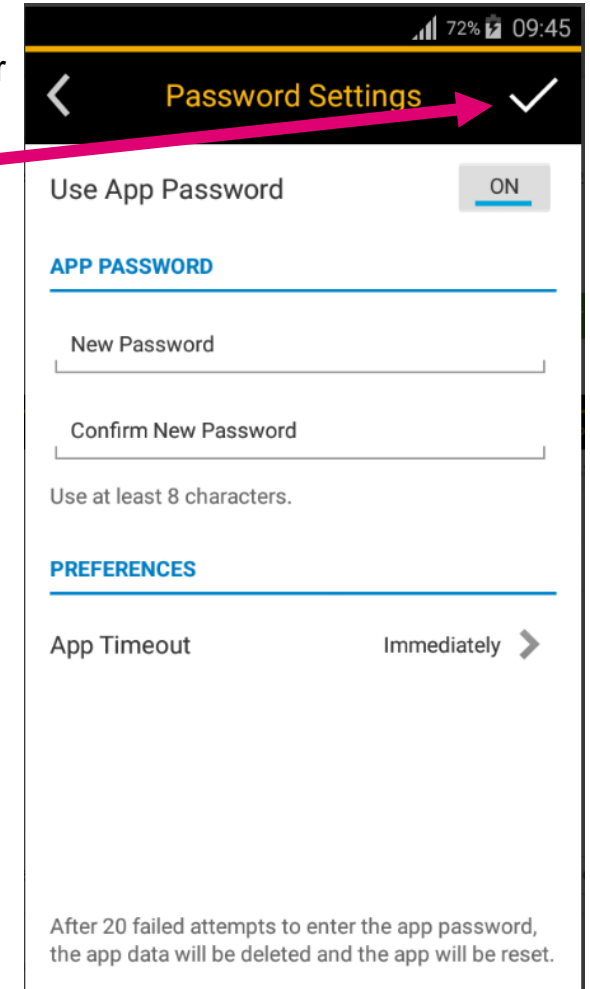 72% 09:45
r
Password Settings
Use App Password ON
APP PASSWORD
New Password
Confirm New Password
Use at least 8 characters.
PREFERENCES
App Timeout Immediately
After 20 failed attempts to enter the app password,
the app data will be deleted and the app will be reset.